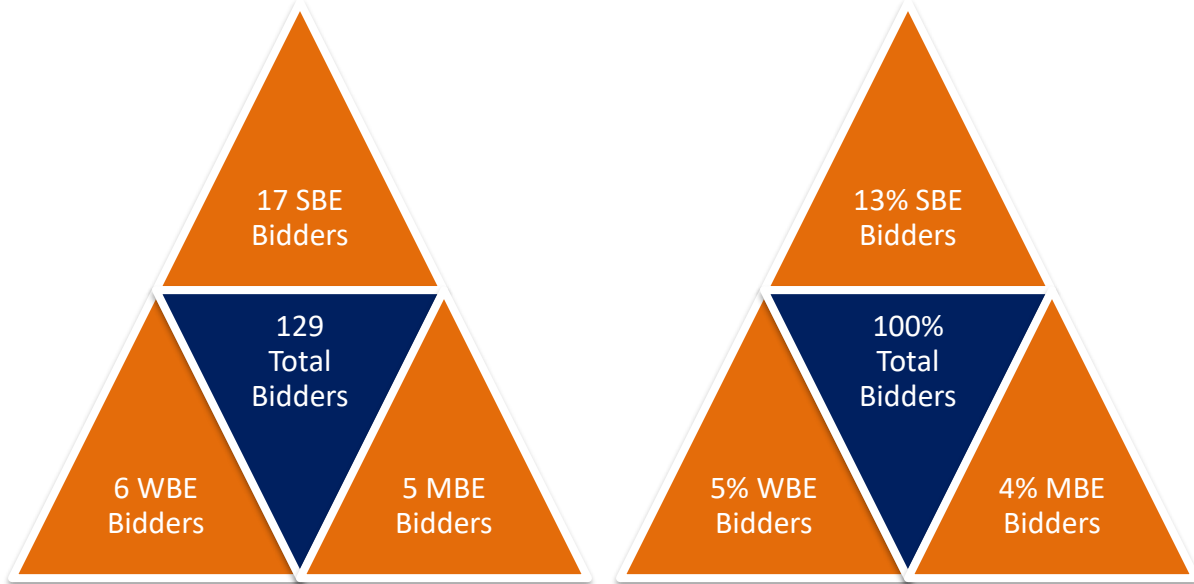 17 SBE
Bidders
129
Total
Bidders
6 WBE
Bidders
5 MBE
Bidders
13% SBE
Bidders
100%
Total
Bidders
5% WBE
Bidders
4% MBE
Bidders